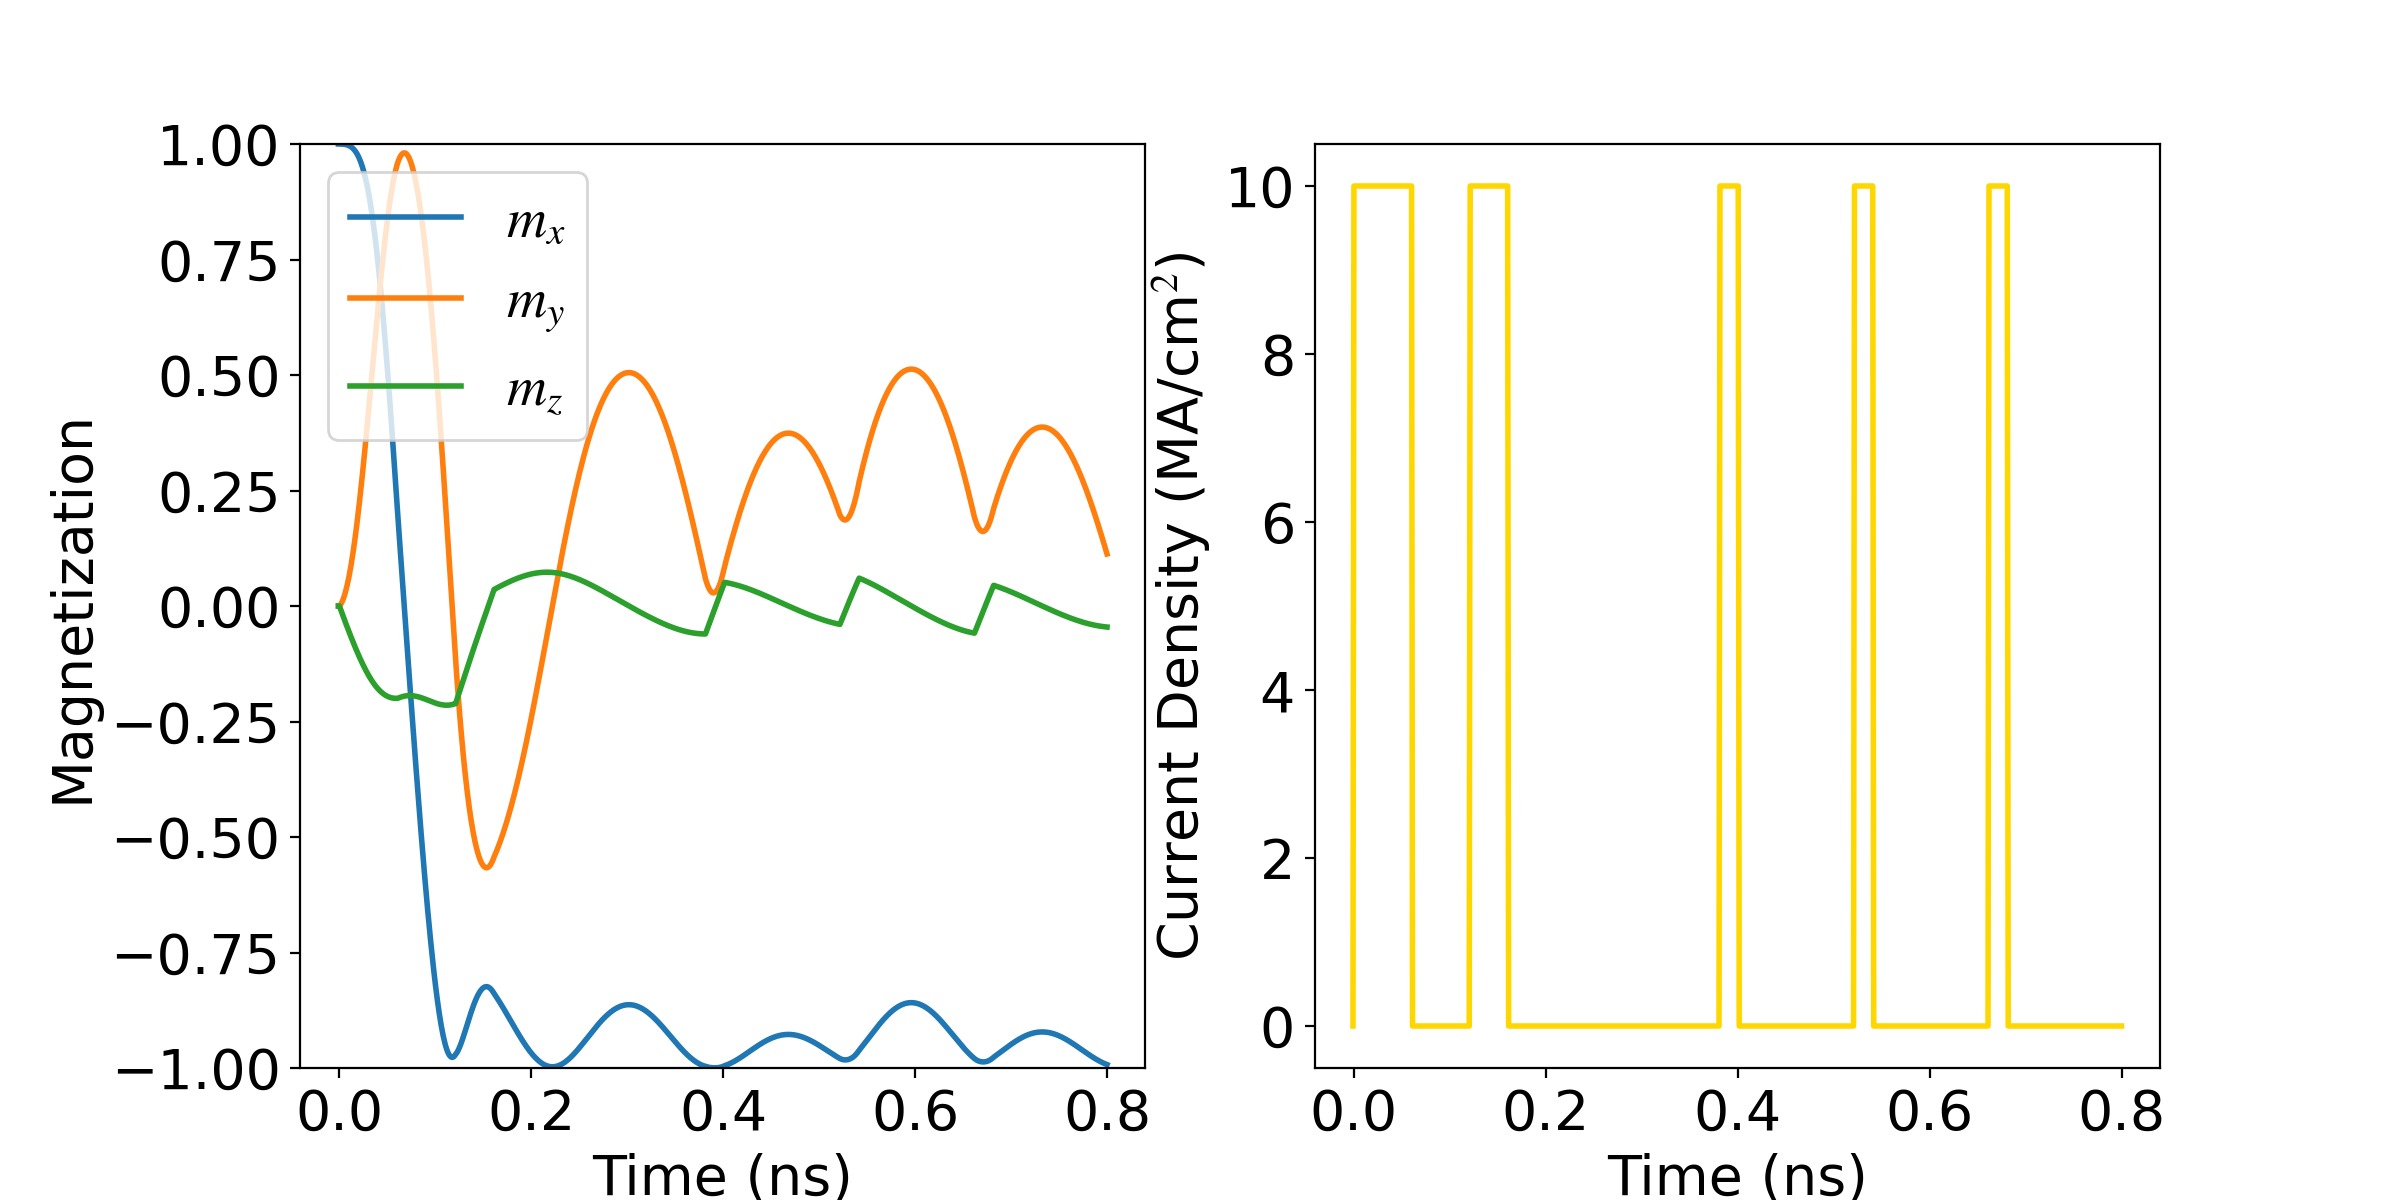 Magnetization
1.00
0.75
0.50
0.25
0.00
−0.25
−0.50
−0.75
−1.00
m_x
m_y
m_z
0.0 0.2 0.4 0.6 0.8
Time (ns)
Current Density (MA/cm²)
10
8
6
4
2
0
0.0 0.2 0.4 0.6 0.8
Time (ns)